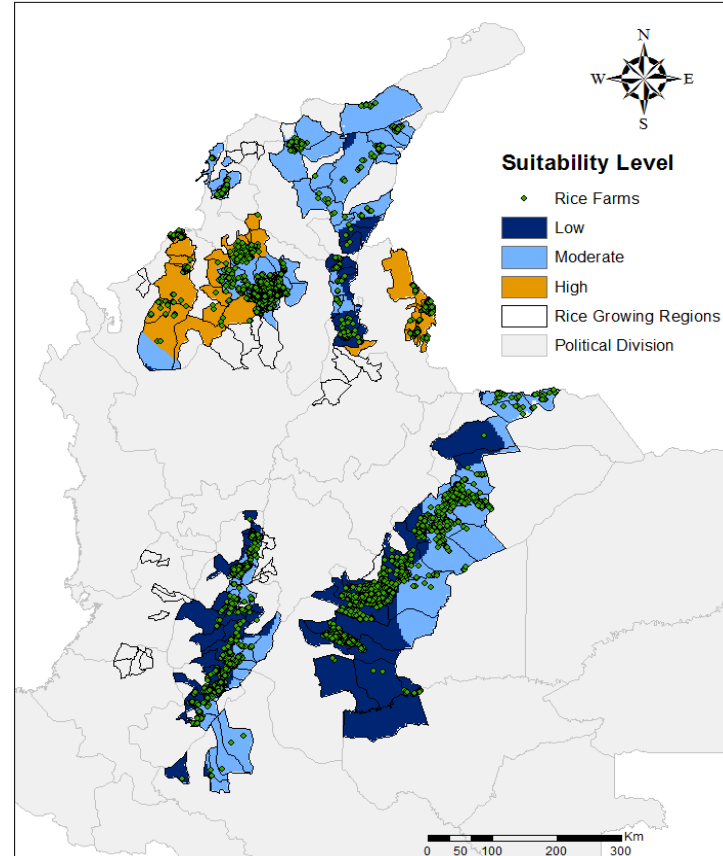 N
W E
S
Suitability Level
Rice Farms
Low
Moderate
High
Rice Growing Regions
Political Division
Km
0 50 100 200 300